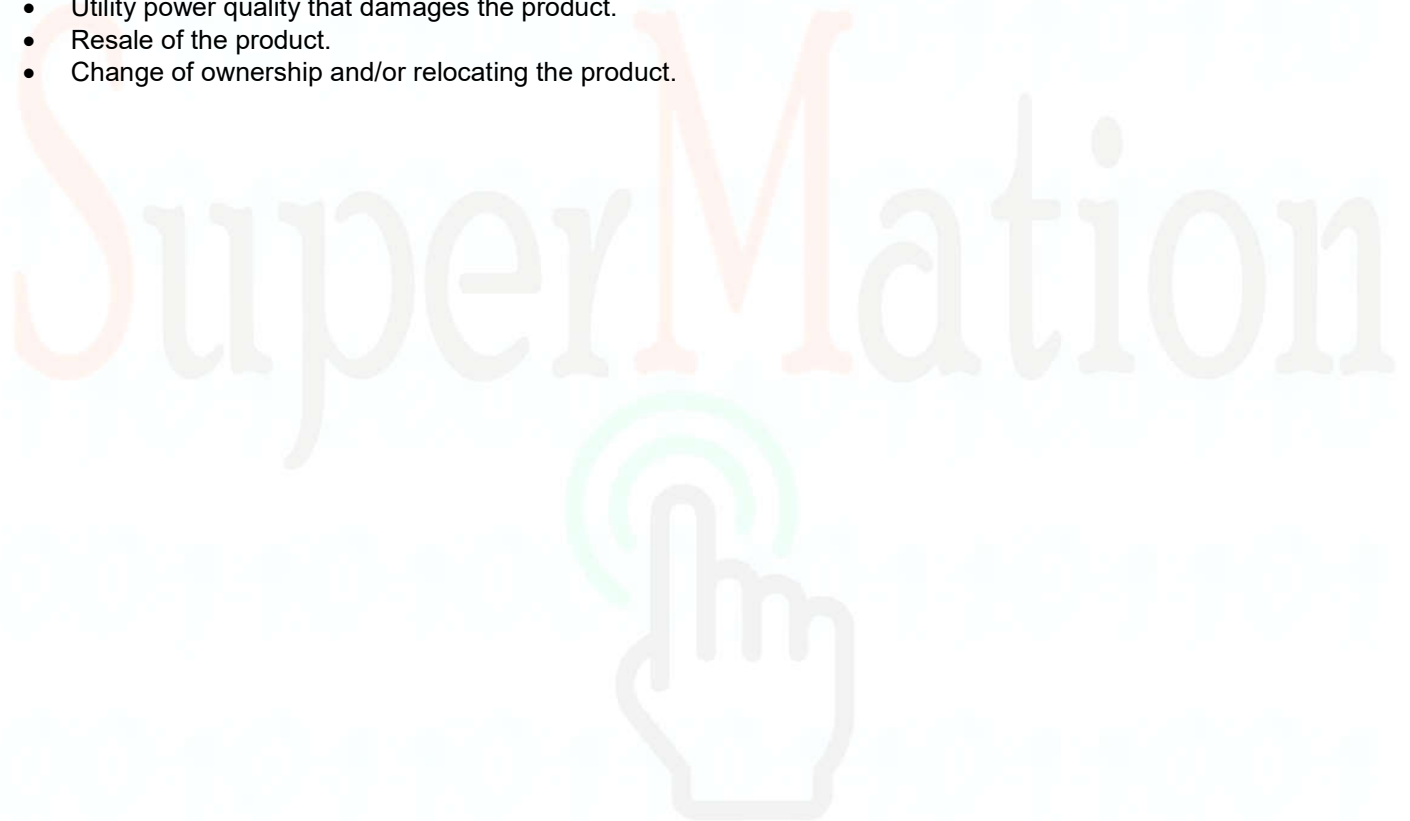 • Utility power quality that damages the product.
• Resale of the product.
• Change of ownership and/or relocating the product.
SuperMation